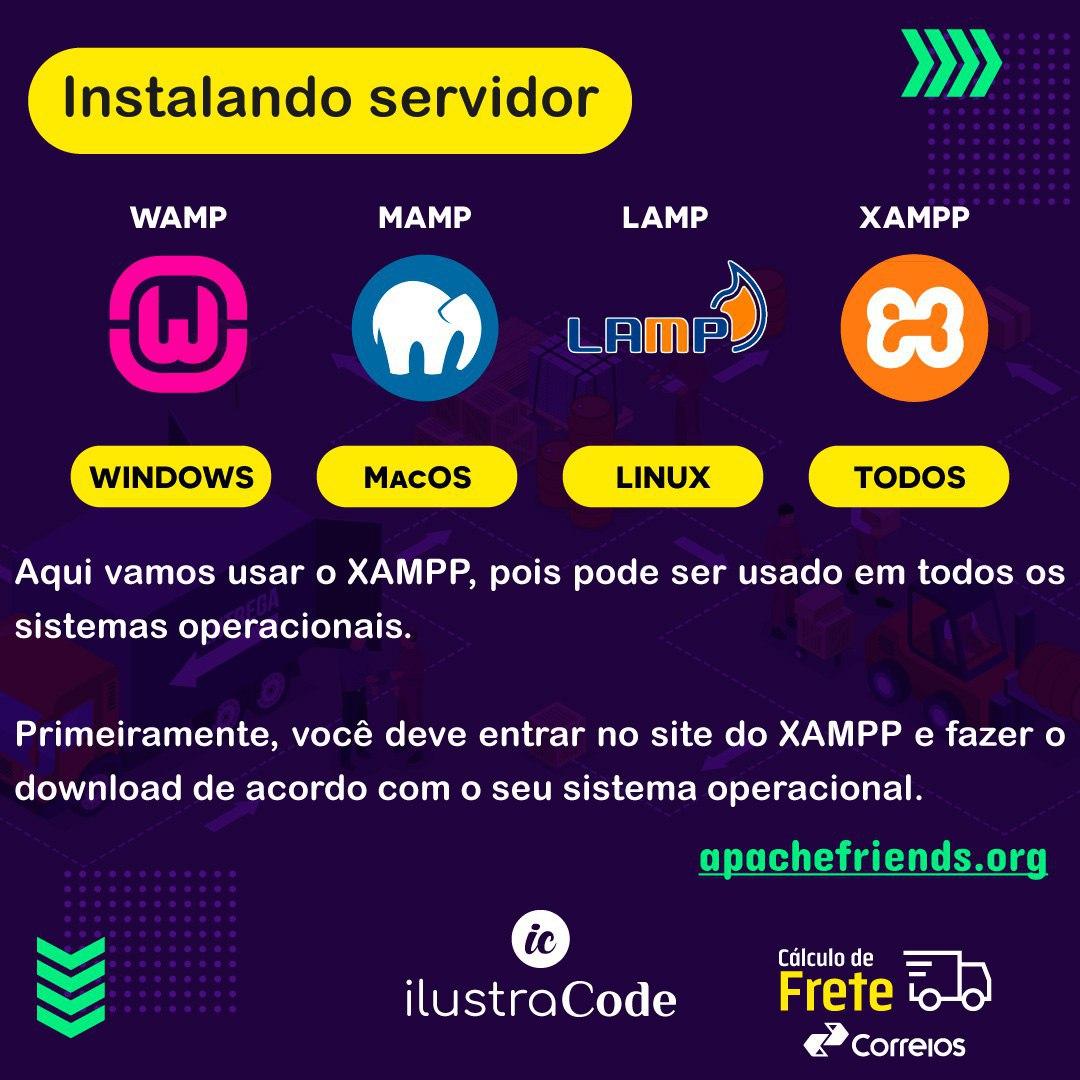 Instalando servidor
WAMP MAMP LAMP XAMPP
W LAMP
WINDOWS MACOS LINUX TODOS
Aqui vamos usar o XAMPP, pois pode ser usado em todos os
sistemas operacionais.
ENTREGA
Primeiramente, você deve entrar no site do XAMPP e fazer o
download de acordo com o seu sistema operacional.
apachefriends.org
ic
ilustraCode
Cálculo de
Frete
Correios